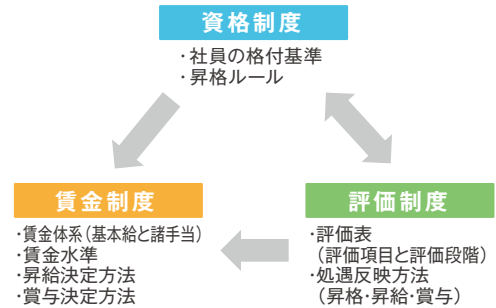 資格制度
・社員の格付基準
・昇格ルール
賃金制度
・賃金体系（基本給と諸手当）
・賃金水準
・昇給決定方法
・賞与決定方法
評価制度
・評価表
（評価項目と評価段階）
・処遇反映方法
（昇格・昇給・賞与）